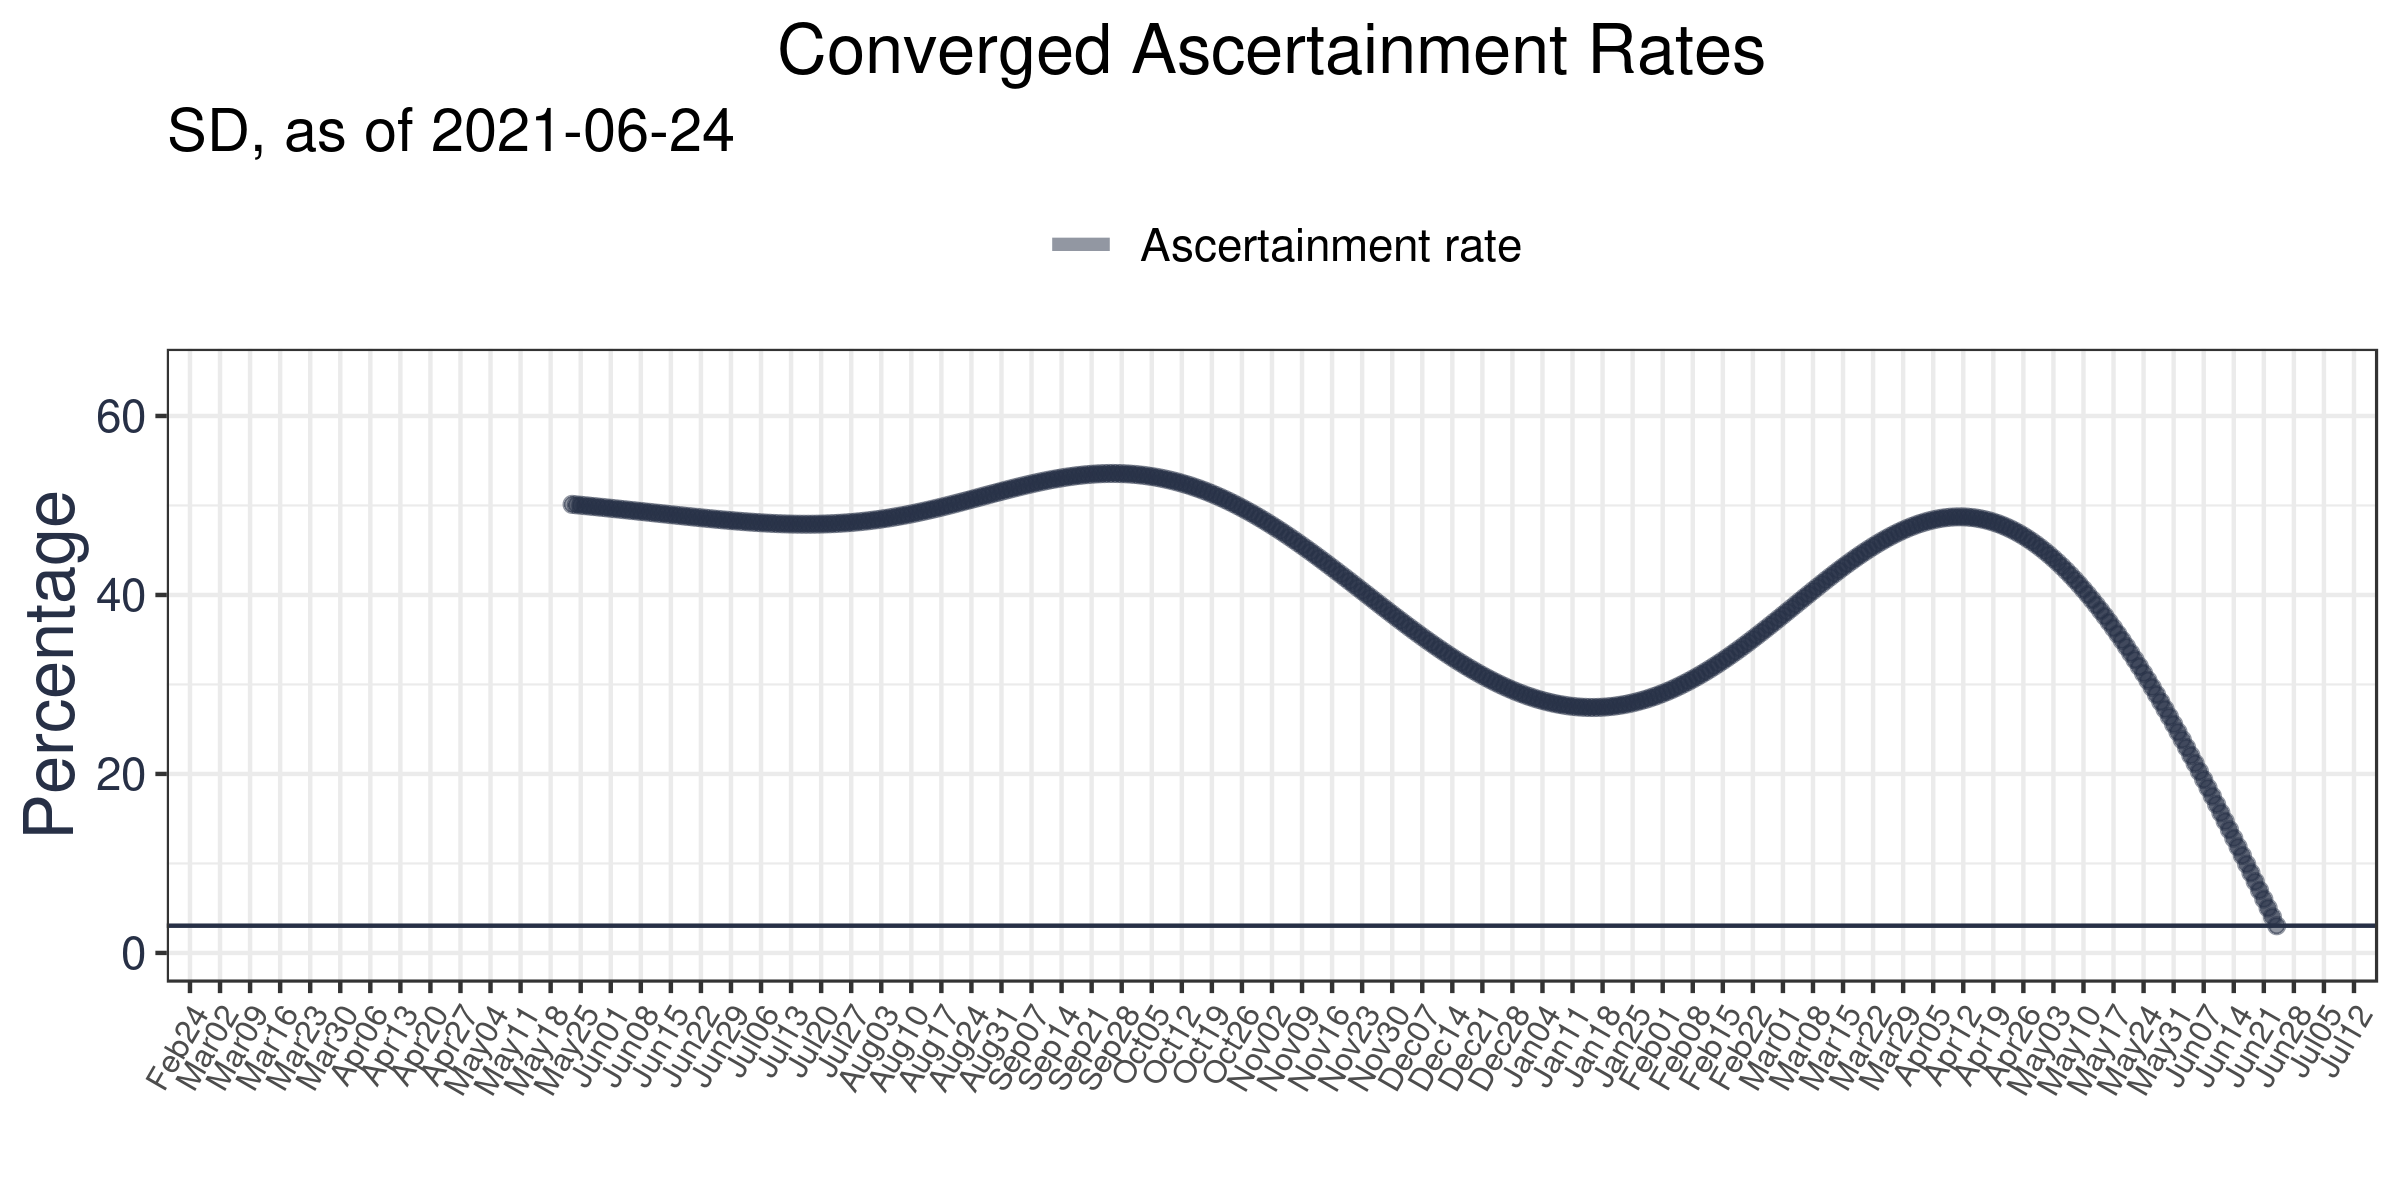 Converged Ascertainment Rates
SD, as of 2021-06-24
Ascertainment rate
Percentage
60
40
20
0
Feb24 Mar02 Mar09 Mar16 Mar23 Mar30 Apr06 Apr13 Apr20 Apr27 May04 May11 May18 May25 Jun01 Jun08 Jun15 Jun22 Jun29 Jul06 Jul13 Jul20 Jul27 Aug03 Aug10 Aug17 Aug24 Aug31 Sep07 Sep14 Sep21 Sep28 Oct05 Oct12 Oct19 Oct26 Nov02 Nov09 Nov16 Nov23 Nov30 Dec07 Dec14 Dec21 Dec28 Jan04 Jan11 Jan18 Jan25 Feb01 Feb08 Feb15 Feb22 Mar01 Mar08 Mar15 Mar22 Mar29 Apr05 Apr12 Apr19 Apr26 May03 May10 May17 May24 May31 Jun07 Jun14 Jun21 Jun28 Jul05 Jul12